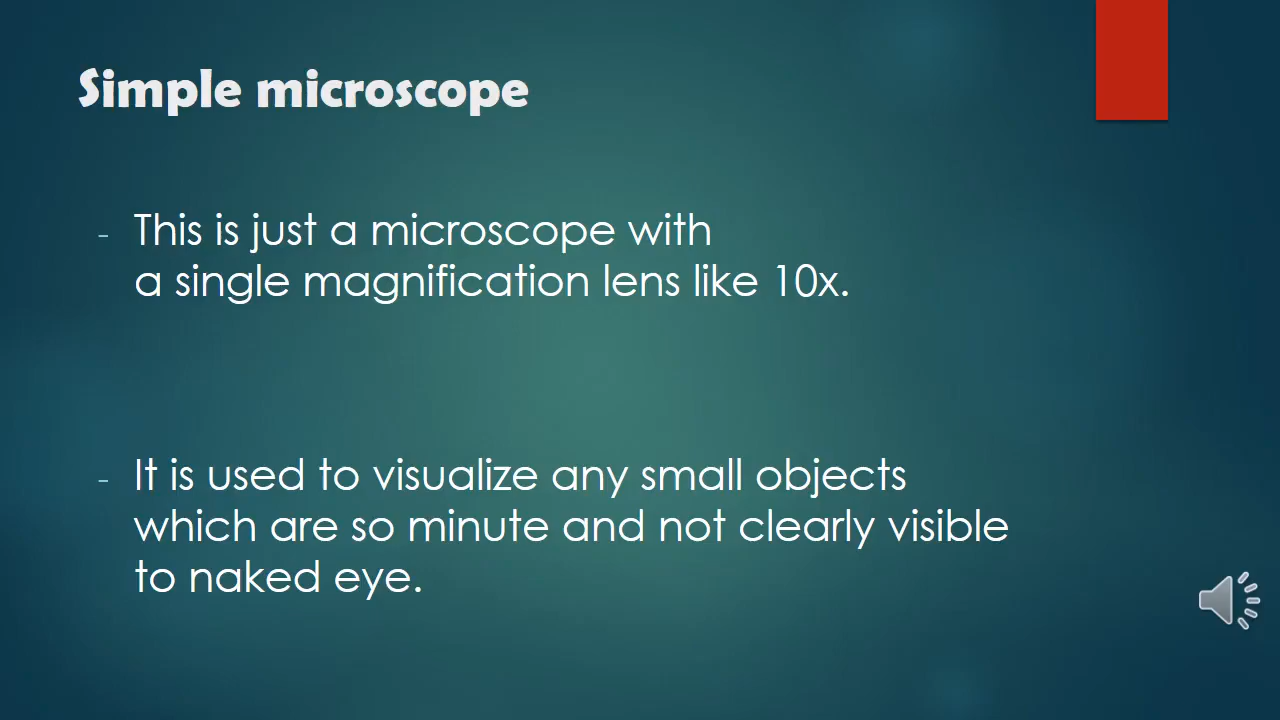 Simple microscope
- This is just a microscope with
a single magnification lens like 10x.
- It is used to visualize any small objects
which are so minute and not clearly visible
to naked eye.